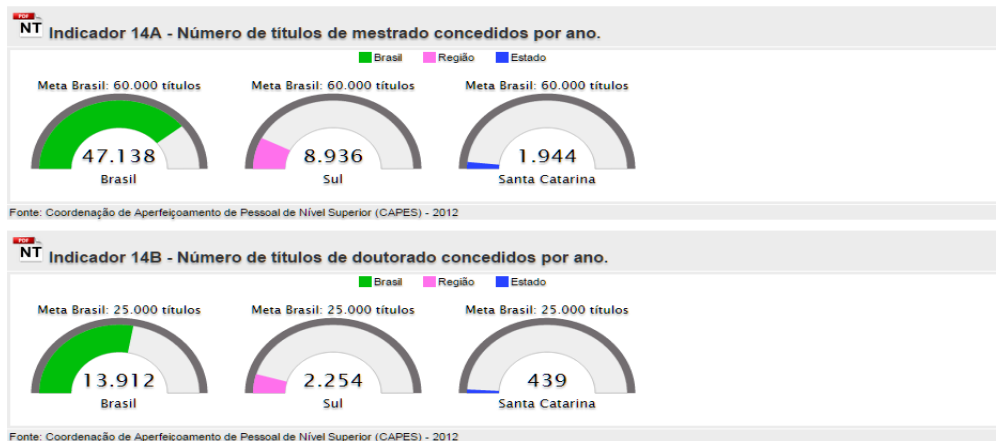 PDF
NT Indicador 14A - Número de títulos de mestrado concedidos por ano.
Brasil Região Estado
Meta Brasil: 60.000 títulos Meta Brasil: 60.000 títulos Meta Brasil: 60.000 títulos
47.138 8.936 1.944
Brasil Sul Santa Catarina
Fonte: Coordenação de Aperfeiçoamento de Pessoal de Nível Superior (CAPES) - 2012
PDF
NT Indicador 14B - Número de títulos de doutorado concedidos por ano.
Brasil Região Estado
Meta Brasil: 25.000 títulos Meta Brasil: 25.000 títulos Meta Brasil: 25.000 títulos
13.912 2.254 439
Brasil Sul Santa Catarina
Fonte: Coordenação de Aperfeiçoamento de Pessoal de Nível Superior (CAPES) - 2012